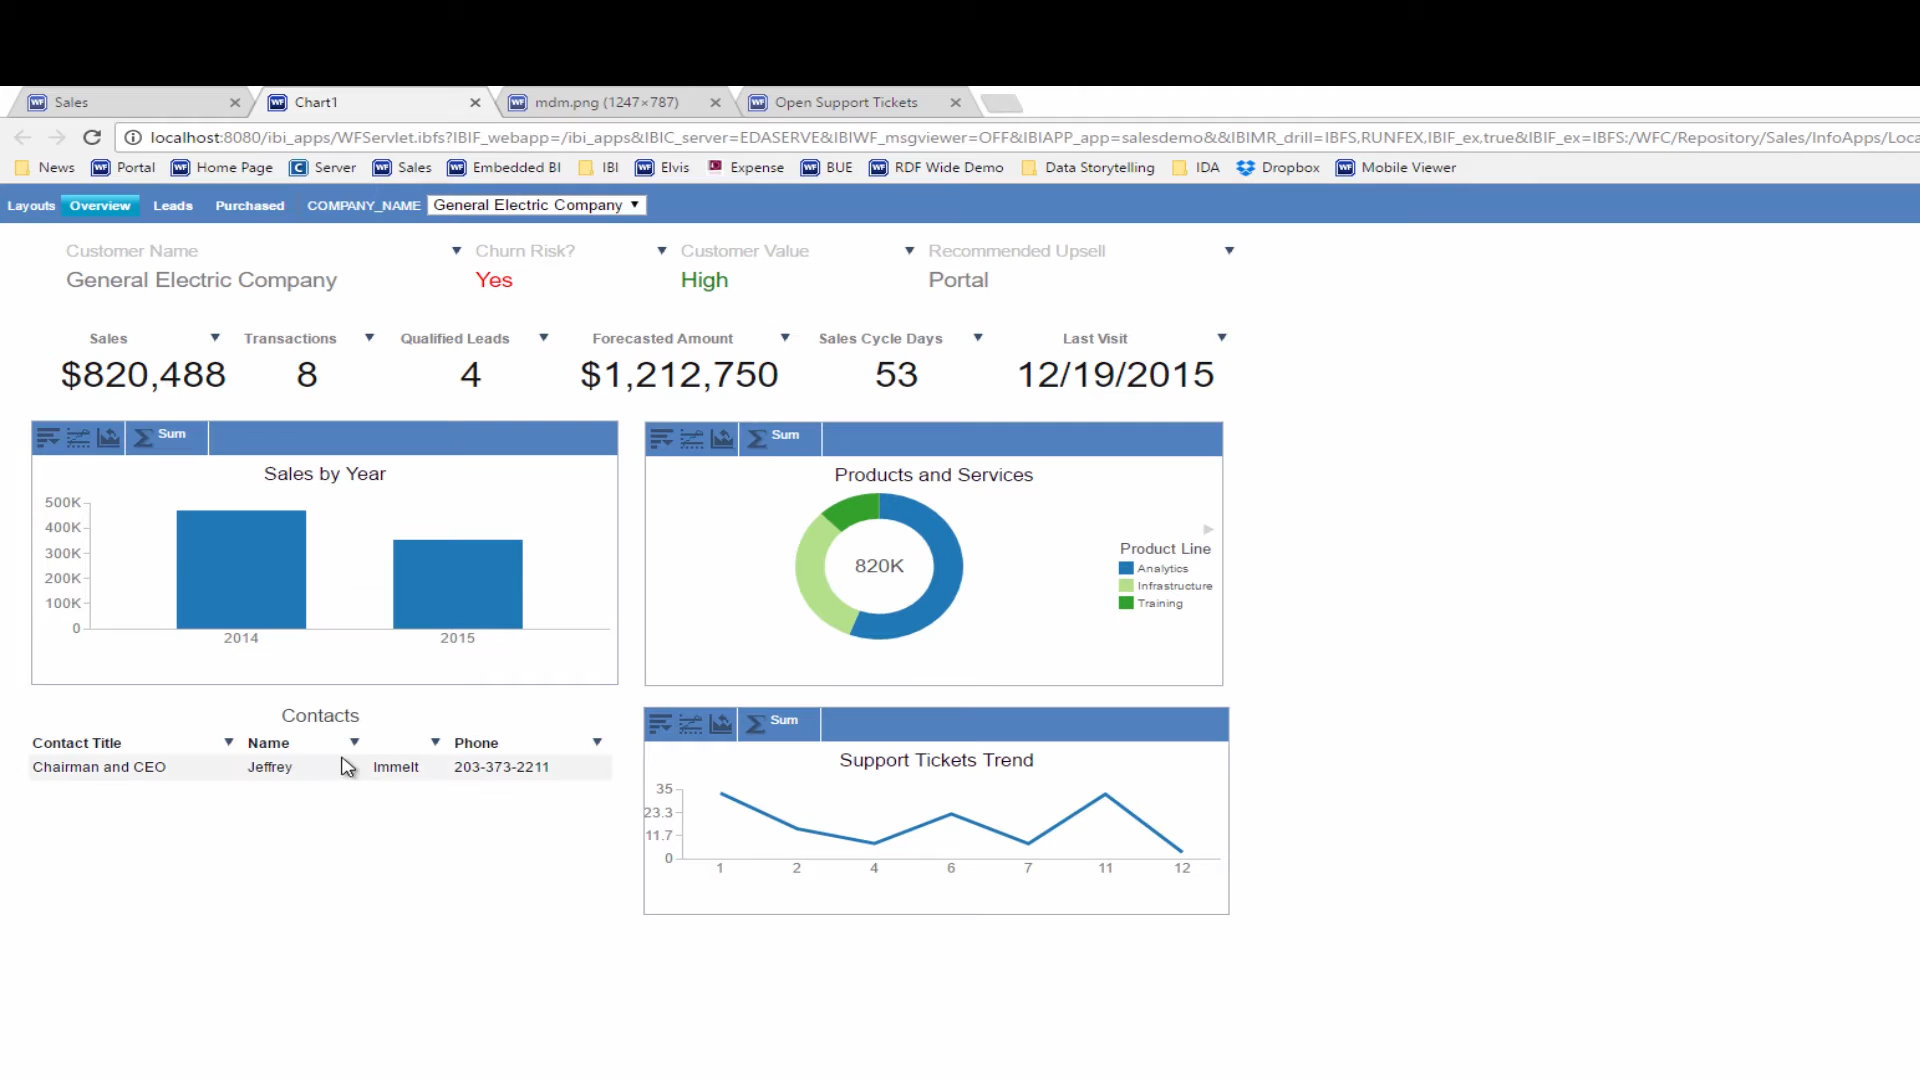 Sales
Chart1
mdm.png (1247×787)
Open Support Tickets
localhost:8080/ibi_apps/WFServlet.ibfs?IBIF_webapp=/ibi_apps&IBIC_server=EDASERVE&IBIWF_msgviewer=OFF&IBIAPP_app=salesdemo&&IBIMR_drill=IBFS,RUNFEX,IBIF_ex,true&IBIF_ex=IBFS:/WFC/Repository/Sales/InfoApps/Loca
News Portal Home Page Server Sales Embedded BI IBI Elvis Expense BUE RDF Wide Demo Data Storytelling IDA Dropbox Mobile Viewer
Layouts Overview Leads Purchased COMPANY_NAME General Electric Company
Customer Name Churn Risk? Customer Value Recommended Upsell
General Electric Company Yes High Portal
Sales Transactions Qualified Leads Forecasted Amount Sales Cycle Days Last Visit
$820,488 8 4 $1,212,750 53 12/19/2015
Sum
Sales by Year
500K
400K
300K
200K
100K
0
2014 2015
Sum
Products and Services
820K
Product Line
Analytics
Infrastructure
Training
Contacts
Contact Title Name Phone
Chairman and CEO Jeffrey Immelt 203-373-2211
Sum
Support Tickets Trend
35
23.3
11.7
0
1 2 4 6 7 11 12